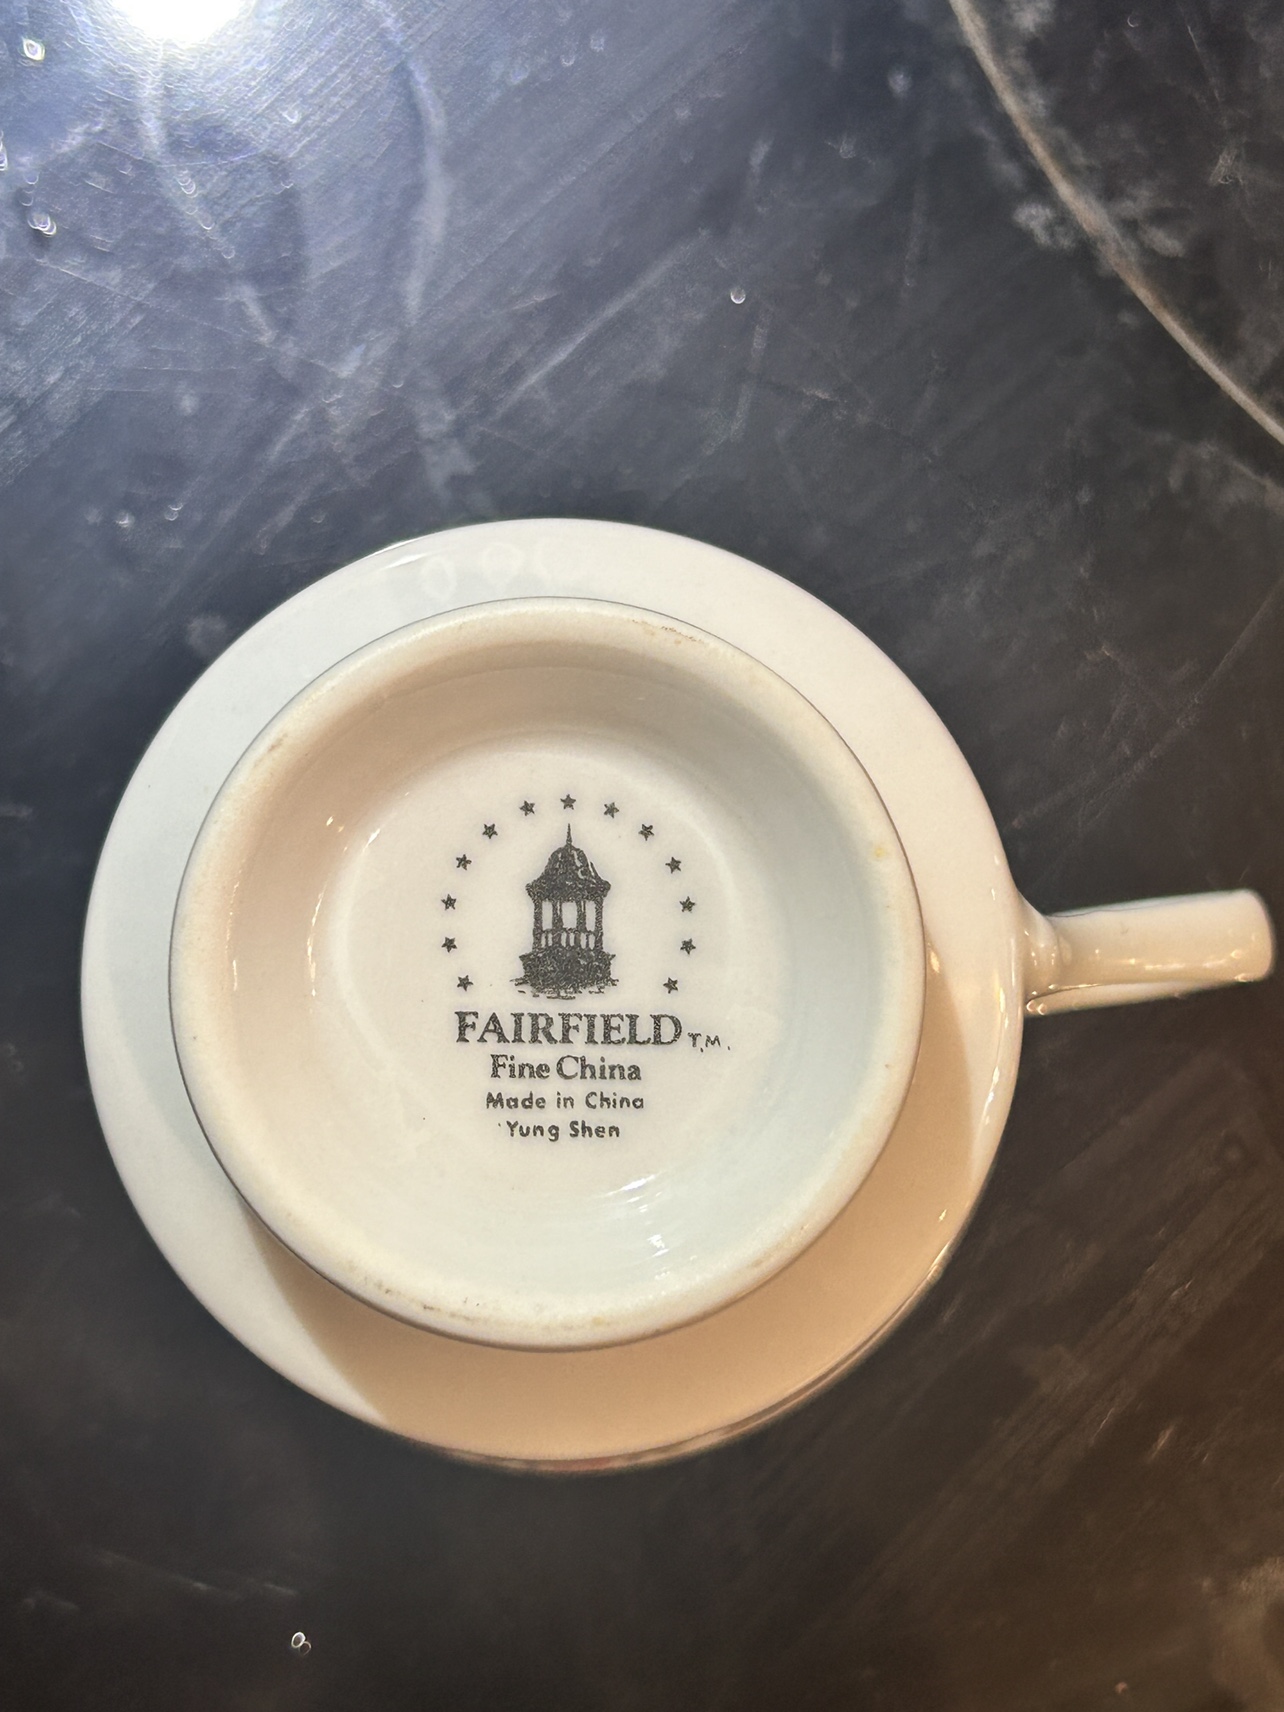 FAIRFIELD T.M.
Fine China
Made in China
Yung Shen